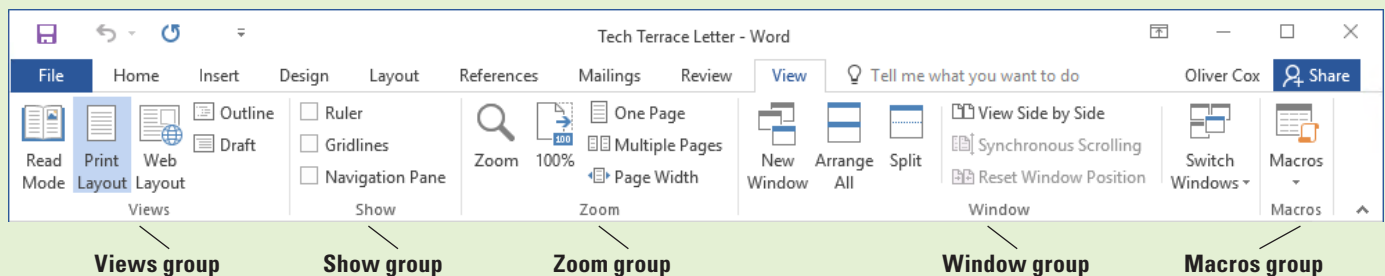 Tech Terrace Letter - Word
File Home Insert Design Layout References Mailings Review View Tell me what you want to do Oliver Cox Share
Read Mode
Print Layout
Web Layout
Outline
Draft
Views
Ruler
Gridlines
Navigation Pane
Show
Zoom
100
100%
One Page
Multiple Pages
Page Width
Zoom
New Window
Arrange All
Split
View Side by Side
Synchronous Scrolling
Reset Window Position
Switch Windows
Window
Macros
Macros
Views group Show group Zoom group Window group Macros group